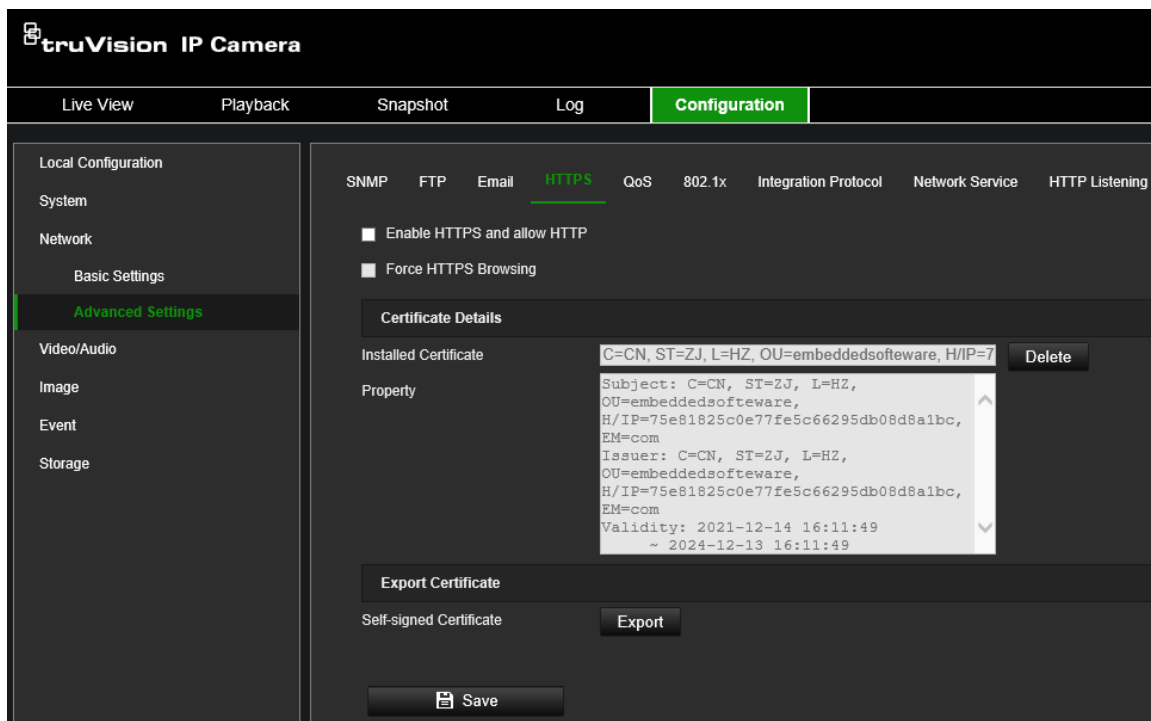 truVision IP Camera
Live View Playback Snapshot Log Configuration
Local Configuration
System
Network
Basic Settings
Advanced Settings
Video/Audio
Image
Event
Storage
SNMP FTP Email HTTPS QoS 802.1x Integration Protocol Network Service HTTP Listening
Enable HTTPS and allow HTTP
Force HTTPS Browsing
Certificate Details
Installed Certificate C=CN, ST=ZJ, L=HZ, OU=embeddedsofteware, H/IP=7 Delete
Property
Subject: C=CN, ST=ZJ, L=HZ,
OU=embeddedsofteware,
H/IP=75e81825c0e77fe5c66295db08d8a1bc,
EM=com
Issuer: C=CN, ST=ZJ, L=HZ,
OU=embeddedsofteware,
H/IP=75e81825c0e77fe5c66295db08d8a1bc,
EM=com
Validity: 2021-12-14 16:11:49
~ 2024-12-13 16:11:49
Export Certificate
Self-signed Certificate Export
Save